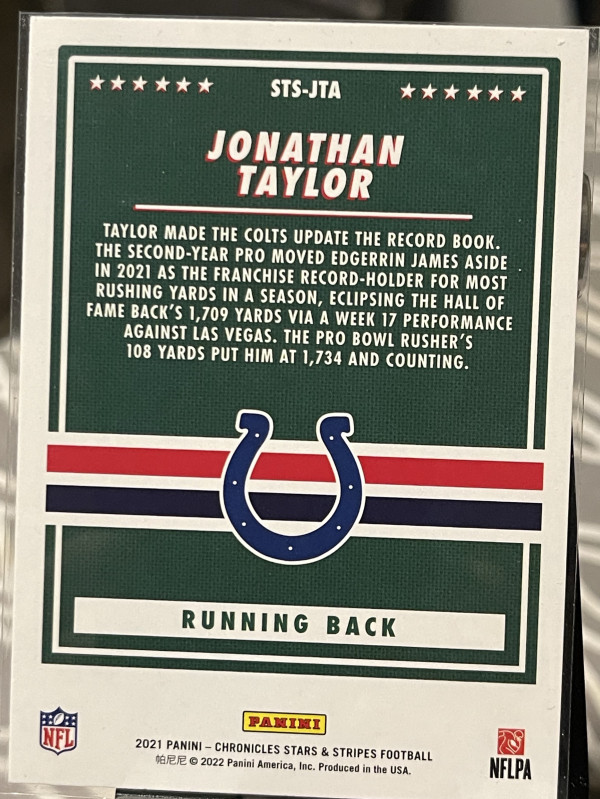 STS-JTA
JONATHAN
TAYLOR
TAYLOR MADE THE COLTS UPDATE THE RECORD BOOK.
THE SECOND-YEAR PRO MOVED EDGERRIN JAMES ASIDE
IN 2021 AS THE FRANCHISE RECORD-HOLDER FOR MOST
RUSHING YARDS IN A SEASON, ECLIPSING THE HALL OF
FAME BACK'S 1,709 YARDS VIA A WEEK 17 PERFORMANCE
AGAINST LAS VEGAS. THE PRO BOWL RUSHER'S
108 YARDS PUT HIM AT 1,734 AND COUNTING.
RUNNING BACK
NFL
PANINI
2021 PANINI – CHRONICLES STARS & STRIPES FOOTBALL
帕尼尼 © 2022 Panini America, Inc. Produced in the USA.
NFLPA